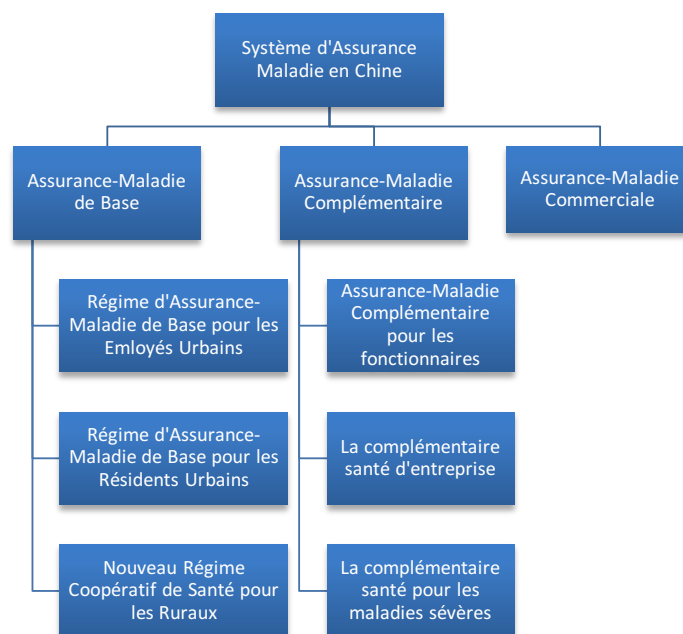 Système d'Assurance
Maladie en Chine
Assurance-Maladie
de Base
Assurance-Maladie
Complémentaire
Assurance-Maladie
Commerciale
Régime d'Assurance-
Maladie de Base pour les
Emloyés Urbains
Assurance-Maladie
Complémentaire
pour les
fonctionnaires
Régime d'Assurance-
Maladie de Base pour les
Résidents Urbains
La complémentaire
santé d'entreprise
Nouveau Régime
Coopératif de Santé pour
les Ruraux
La complémentaire
santé pour les
maladies sévères